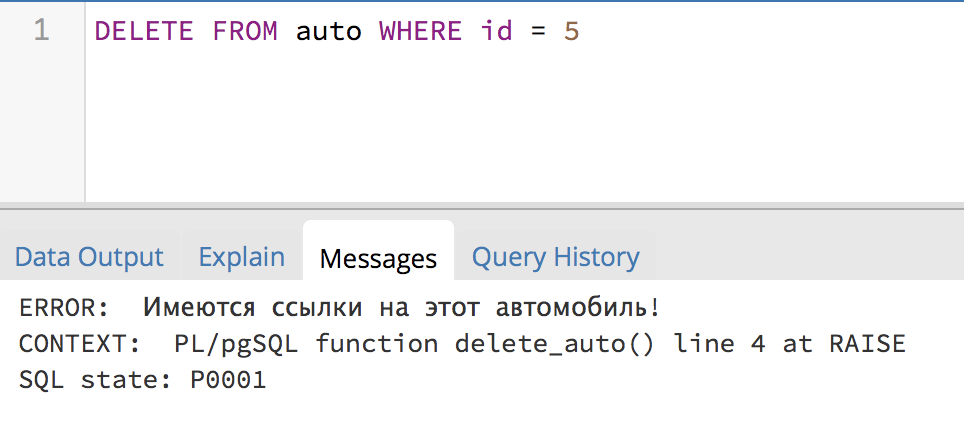 1 DELETE FROM auto WHERE id = 5
Data Output Explain Messages Query History
ERROR:  Имеются ссылки на этот автомобиль!
CONTEXT:  PL/pgSQL function delete_auto() line 4 at RAISE
SQL state: P0001